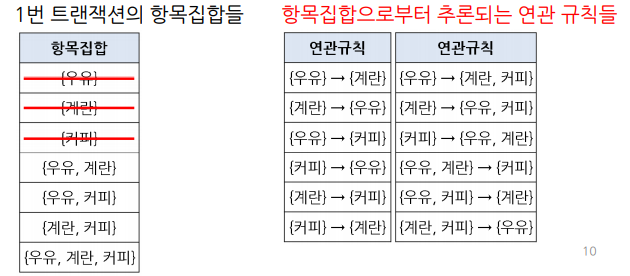 1번 트랜잭션의 항목집합들
항목집합
{우유}
{계란}
{커피}
{우유, 계란}
{우유, 커피}
{계란, 커피}
{우유, 계란, 커피}
항목집합으로부터 추론되는 연관 규칙들
연관규칙 연관규칙
{우유} → {계란} {우유} → {계란, 커피}
{계란} → {우유} {계란} → {우유, 커피}
{우유} → {커피} {커피} → {우유, 계란}
{커피} → {우유} {우유, 계란} → {커피}
{계란} → {커피} {우유, 커피} → {계란}
{커피} → {계란} {계란, 커피} → {우유}
10